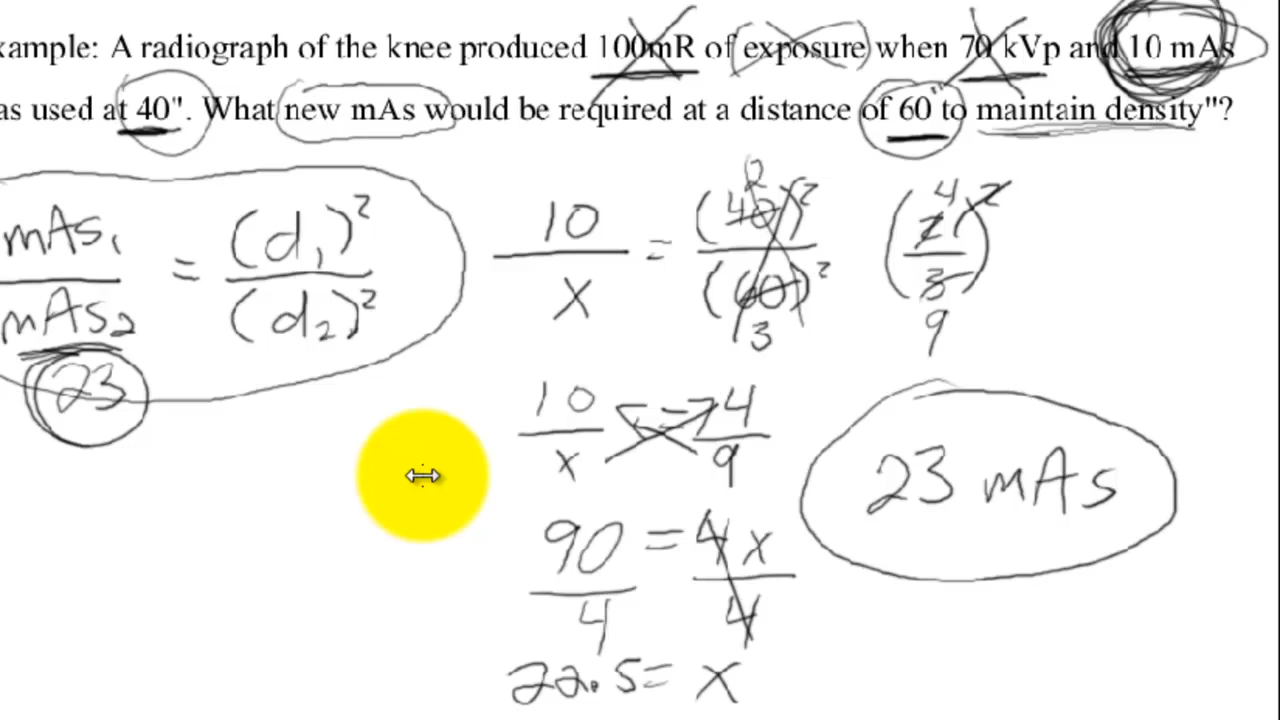 xample: A radiograph of the knee produced 100mR of exposure when 70 kVp and 10 mAs
as used at 40". What new mAs would be required at a distance of 60" to maintain density"?
mAs₁ / mAs₂ = (d₁)² / (d₂)²
23
10 / x = (40)² / (60)²
2
3
(2 / 3)²
4
9
10 / x = 4 / 9
23 mAs
90 / 4 = 4x / 4
22.5 = x